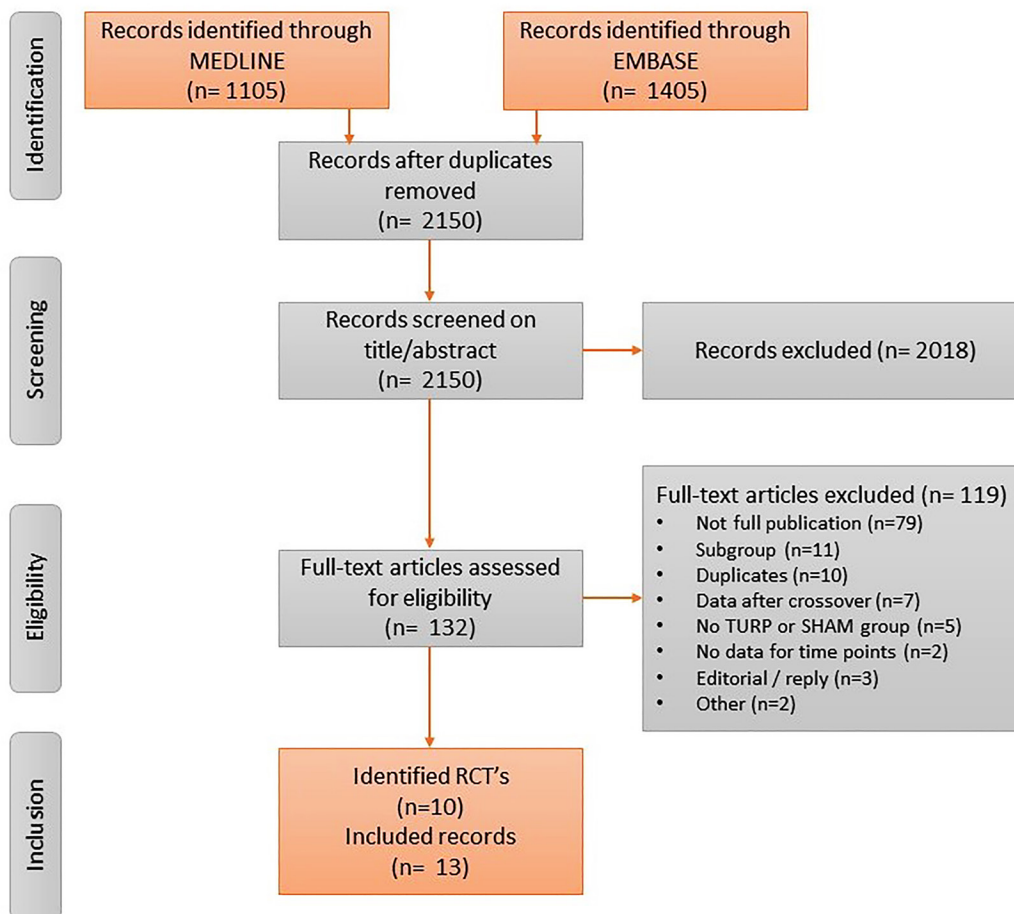 Identification
Records identified through
MEDLINE
(n= 1105)
Records identified through
EMBASE
(n= 1405)
Records after duplicates
removed
(n= 2150)
Screening
Records screened on
title/abstract
(n= 2150)
Records excluded (n= 2018)
Eligibility
Full-text articles assessed
for eligibility
(n= 132)
Full-text articles excluded (n= 119)
• Not full publication (n=79)
• Subgroup (n=11)
• Duplicates (n=10)
• Data after crossover (n=7)
• No TURP or SHAM group (n=5)
• No data for time points (n=2)
• Editorial / reply (n=3)
• Other (n=2)
Inclusion
Identified RCT's
(n=10)
Included records
(n= 13)